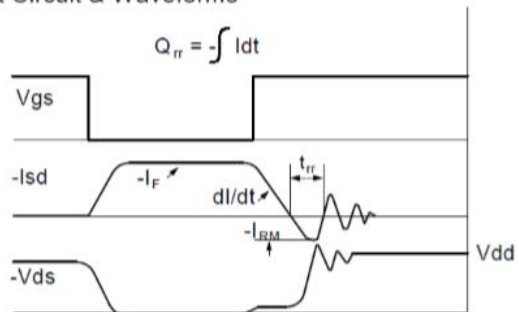 Circuit & Waveforms
Qrr = -∫ Idt
Vgs
-Isd
-IF
dI/dt
trr
-IRM
Vdd
-Vds